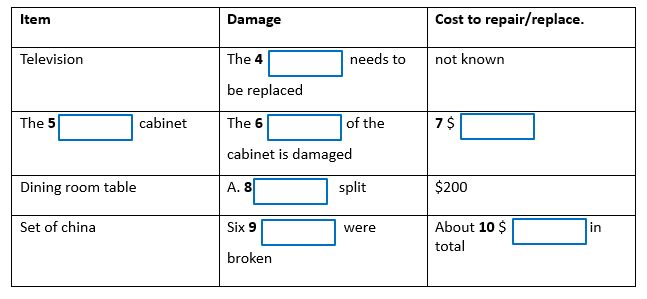 Item Damage Cost to repair/replace.
Television The 4 needs to not known
be replaced
The 5 cabinet The 6 of the 7 $
cabinet is damaged
Dining room table A. 8 split $200
Set of china Six 9 were About 10 $ in
broken total